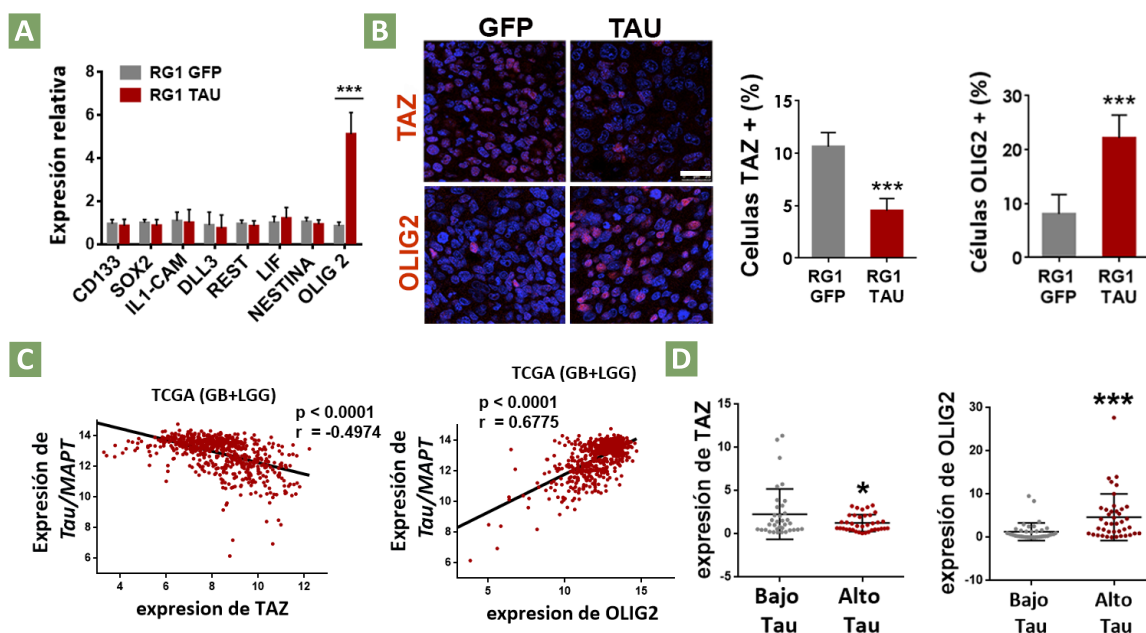 A
Expresión relativa
8
6
4
2
0
RG1 GFP
RG1 TAU
***
CD133
SOX2
IL1-CAM
DLL3
REST
LIF
NESTINA
OLIG 2
B
GFP
TAU
TAZ
OLIG2
Celulas TAZ + (%)
15
10
5
0
***
RG1
GFP
RG1
TAU
Células OLIG2 + (%)
30
20
10
0
***
RG1
GFP
RG1
TAU
C
TCGA (GB+LGG)
p < 0.0001
r = -0.4974
Expresión de
Tau/MAPT
14
12
10
8
6
4
6
8
10
12
expresion de TAZ
TCGA (GB+LGG)
p < 0.0001
r = 0.6775
Expresión de
Tau/MAPT
14
12
10
8
6
5
10
15
expresion de OLIG2
D
expresión de TAZ
15
10
5
0
-5
*
Bajo
Tau
Alto
Tau
expresión de OLIG2
30
20
10
0
-10
***
Bajo
Tau
Alto
Tau